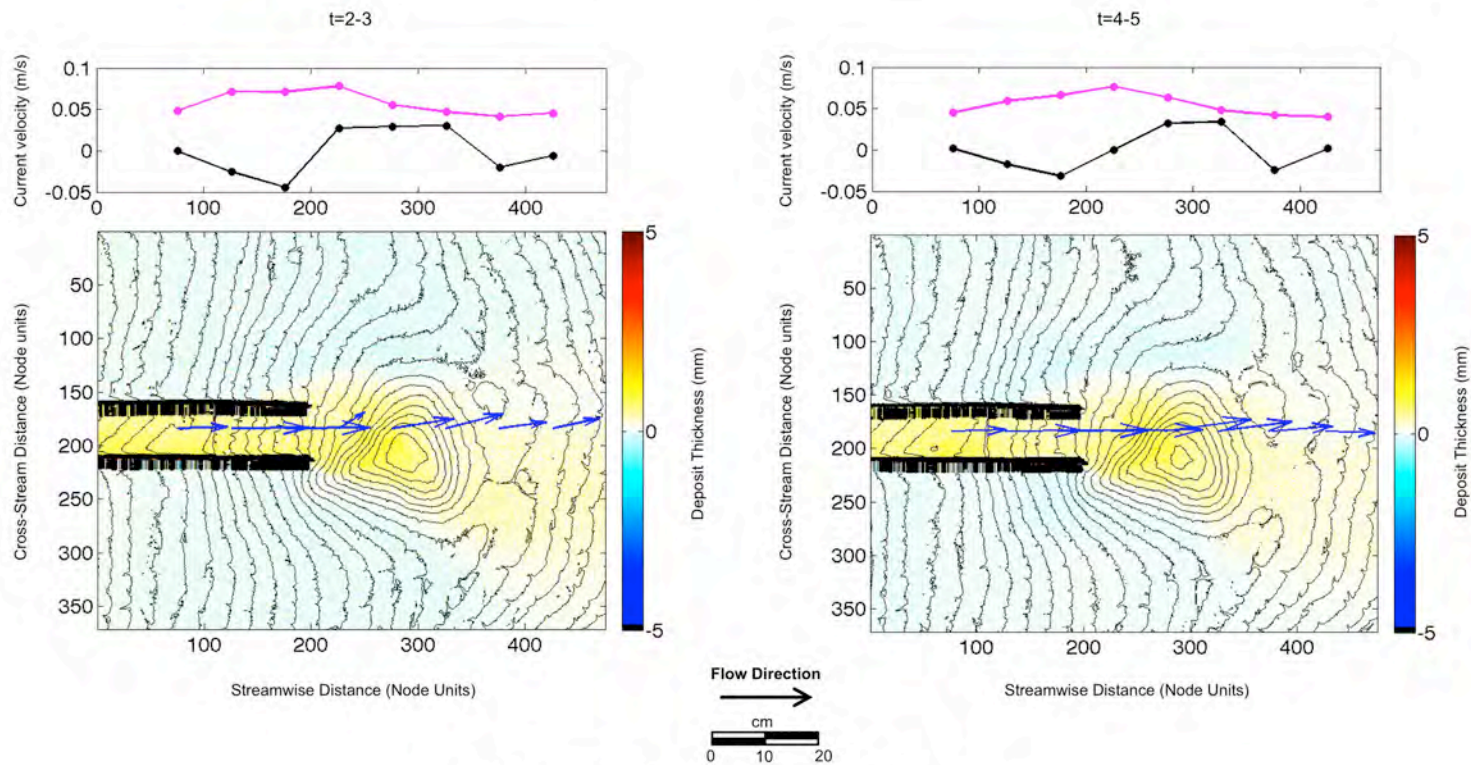 t=2-3
Current velocity (m/s)
0.1
0.05
0
-0.05
0 100 200 300 400
Cross-Stream Distance (Node units)
50
100
150
200
250
300
350
100 200 300 400
Streamwise Distance (Node Units)
5
0
-5
Deposit Thickness (mm)
t=4-5
Current velocity (m/s)
0.1
0.05
0
-0.05
0 100 200 300 400
Cross-Stream Distance (Node units)
50
100
150
200
250
300
350
100 200 300 400
Streamwise Distance (Node Units)
5
0
-5
Deposit Thickness (mm)
Flow Direction
cm
0 10 20